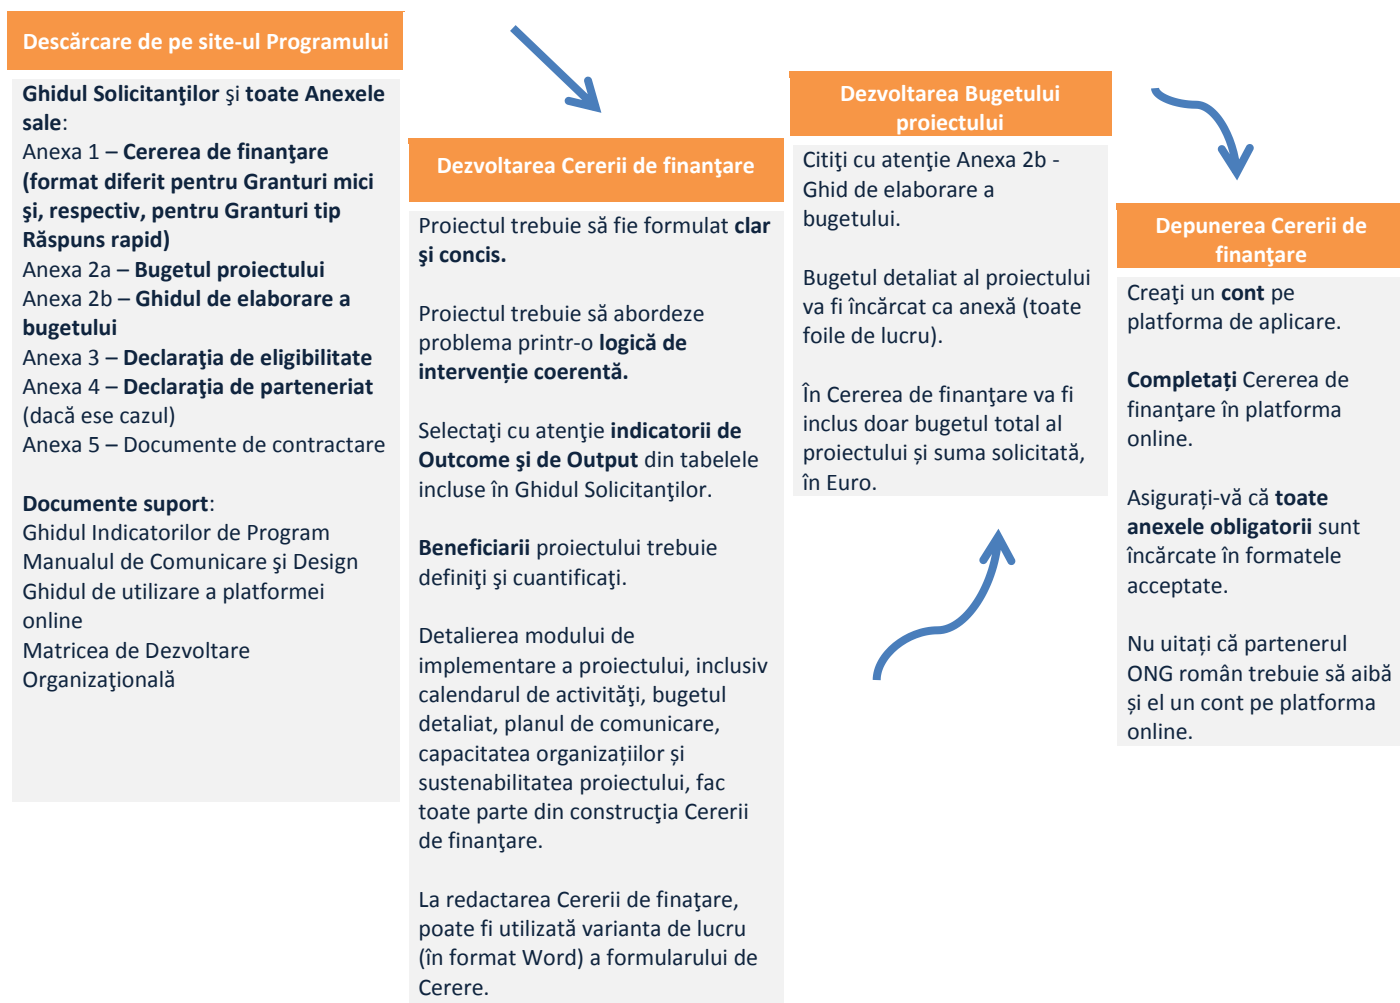 Descărcare de pe site-ul Programului
Ghidul Solicitanţilor şi toate Anexele
sale:
Anexa 1 – Cererea de finanţare
(format diferit pentru Granturi mici
şi, respectiv, pentru Granturi tip
Răspuns rapid)
Anexa 2a – Bugetul proiectului
Anexa 2b – Ghidul de elaborare a
bugetului
Anexa 3 – Declaraţia de eligibilitate
Anexa 4 – Declaraţia de parteneriat
(dacă ese cazul)
Anexa 5 – Documente de contractare
Documente suport:
Ghidul Indicatorilor de Program
Manualul de Comunicare şi Design
Ghidul de utilizare a platformei
online
Matricea de Dezvoltare
Organizaţională
Dezvoltarea Cererii de finanţare
Proiectul trebuie să fie formulat clar
şi concis.
Proiectul trebuie să abordeze
problema printr-o logică de
intervenție coerentă.
Selectaţi cu atenţie indicatorii de
Outcome şi de Output din tabelele
incluse în Ghidul Solicitanţilor.
Beneficiarii proiectului trebuie
definiţi şi cuantificaţi.
Detalierea modului de
implementare a proiectului, inclusiv
calendarul de activităţi, bugetul
detaliat, planul de comunicare,
capacitatea organizațiilor și
sustenabilitatea proiectului, fac
toate parte din construcţia Cererii
de finanţare.
La redactarea Cererii de finaţare,
poate fi utilizată varianta de lucru
(în format Word) a formularului de
Cerere.
Dezvoltarea Bugetului
proiectului
Citiţi cu atenţie Anexa 2b -
Ghid de elaborare a
bugetului.
Bugetul detaliat al proiectului
va fi încărcat ca anexă (toate
foile de lucru).
În Cererea de finanţare va fi
inclus doar bugetul total al
proiectului și suma solicitată,
în Euro.
Depunerea Cererii de
finanţare
Creaţi un cont pe
platforma de aplicare.
Completați Cererea de
finanţare în platforma
online.
Asigurați-vă că toate
anexele obligatorii sunt
încărcate în formatele
acceptate.
Nu uitați că partenerul
ONG român trebuie să aibă
și el un cont pe platforma
online.